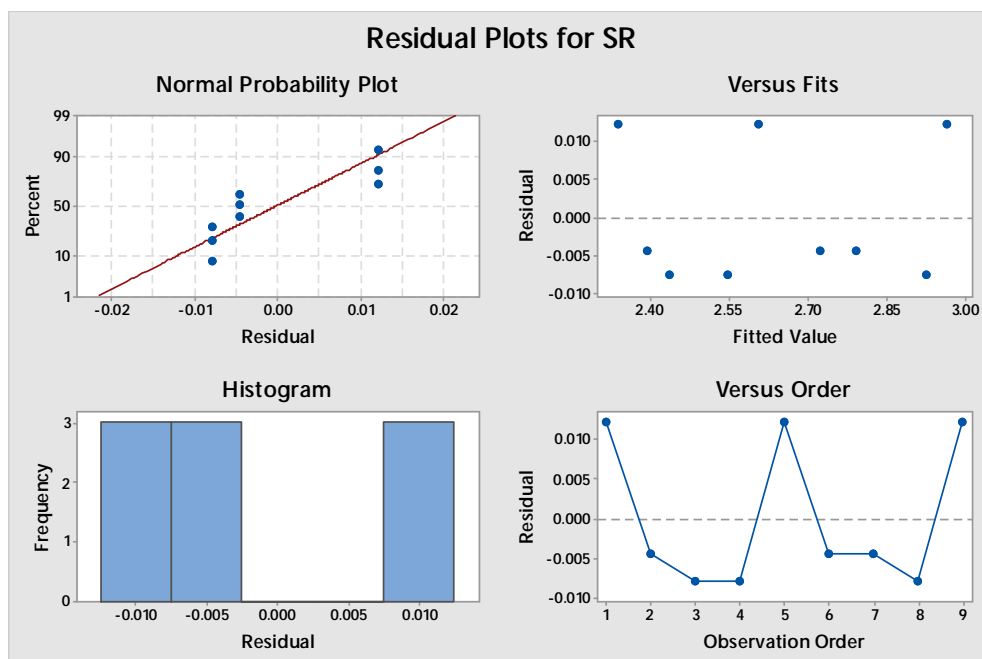 Residual Plots for SR
Normal Probability Plot
99
90
50
10
1
Percent
-0.02 -0.01 0.00 0.01 0.02
Residual
Versus Fits
0.010
0.005
0.000
-0.005
-0.010
Residual
2.40 2.55 2.70 2.85 3.00
Fitted Value
Histogram
3
2
1
0
Frequency
-0.010 -0.005 0.000 0.005 0.010
Residual
Versus Order
0.010
0.005
0.000
-0.005
-0.010
Residual
1 2 3 4 5 6 7 8 9
Observation Order